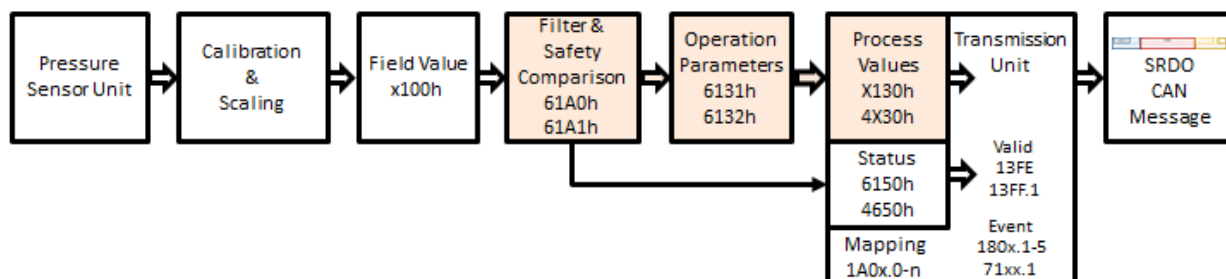 Pressure
Sensor Unit
Calibration
&
Scaling
Field Value
x100h
Filter &
Safety
Comparison
61A0h
61A1h
Operation
Parameters
6131h
6132h
Process
Values
X130h
4X30h
Status
6150h
4650h
Mapping
1A0x.0-n
Transmission
Unit
Valid
13FE
13FF.1
Event
180x.1-5
71xx.1
SRDO
CAN
Message